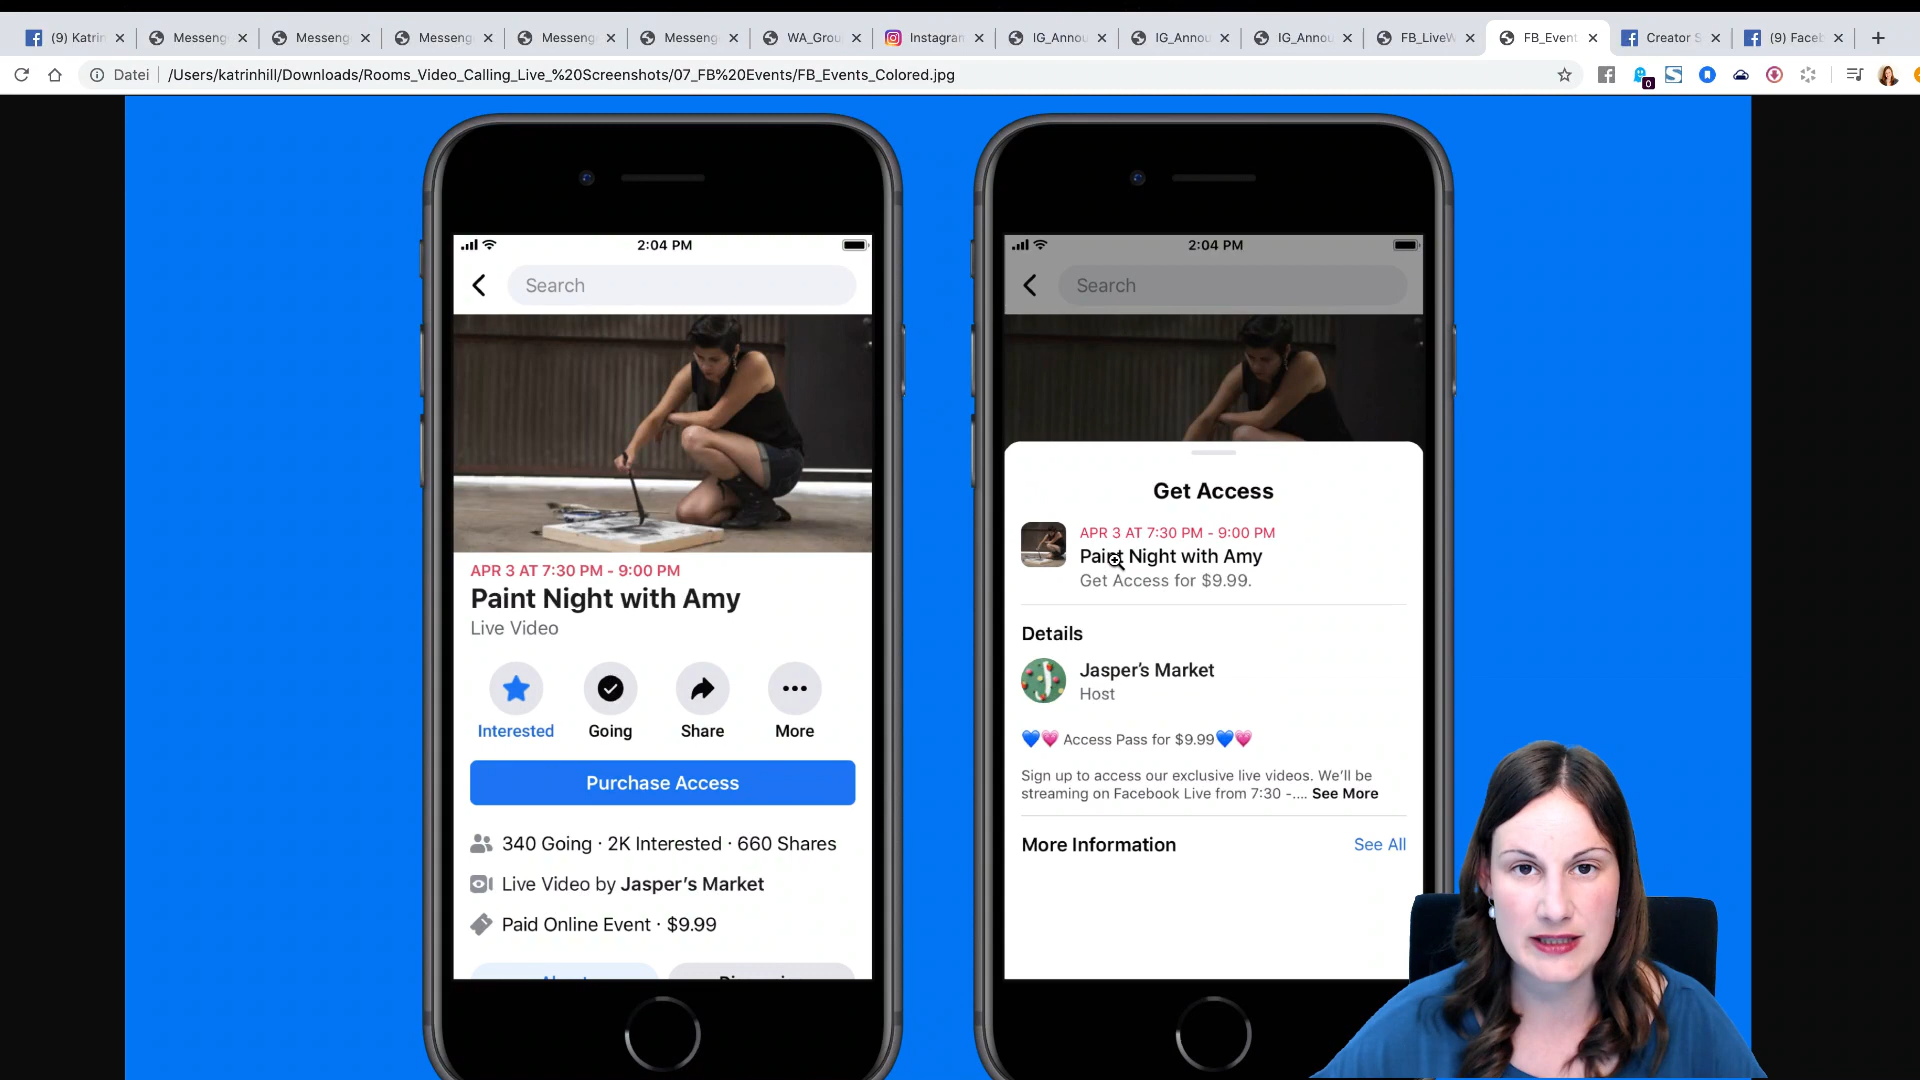 (9) Katrin
Messeng
Messeng
Messeng
Messeng
Messeng
WA_Grou
Instagram
IG_Annou
IG_Annou
IG_Annou
FB_LiveW
FB_Event
Creator S
(9) Faceb
Datei
/Users/katrinhill/Downloads/Rooms_Video_Calling_Live_%20Screenshots/07_FB%20Events/FB_Events_Colored.jpg
0
2:04 PM
Search
APR 3 AT 7:30 PM - 9:00 PM
Paint Night with Amy
Live Video
Interested
Going
Share
More
Purchase Access
340 Going · 2K Interested · 660 Shares
Live Video by Jasper's Market
Paid Online Event · $9.99
2:04 PM
Search
Get Access
APR 3 AT 7:30 PM - 9:00 PM
Paint Night with Amy
Get Access for $9.99.
Details
Jasper's Market
Host
💙💗 Access Pass for $9.99💙💗
Sign up to access our exclusive live videos. We'll be
streaming on Facebook Live from 7:30 -.... See More
More Information
See All